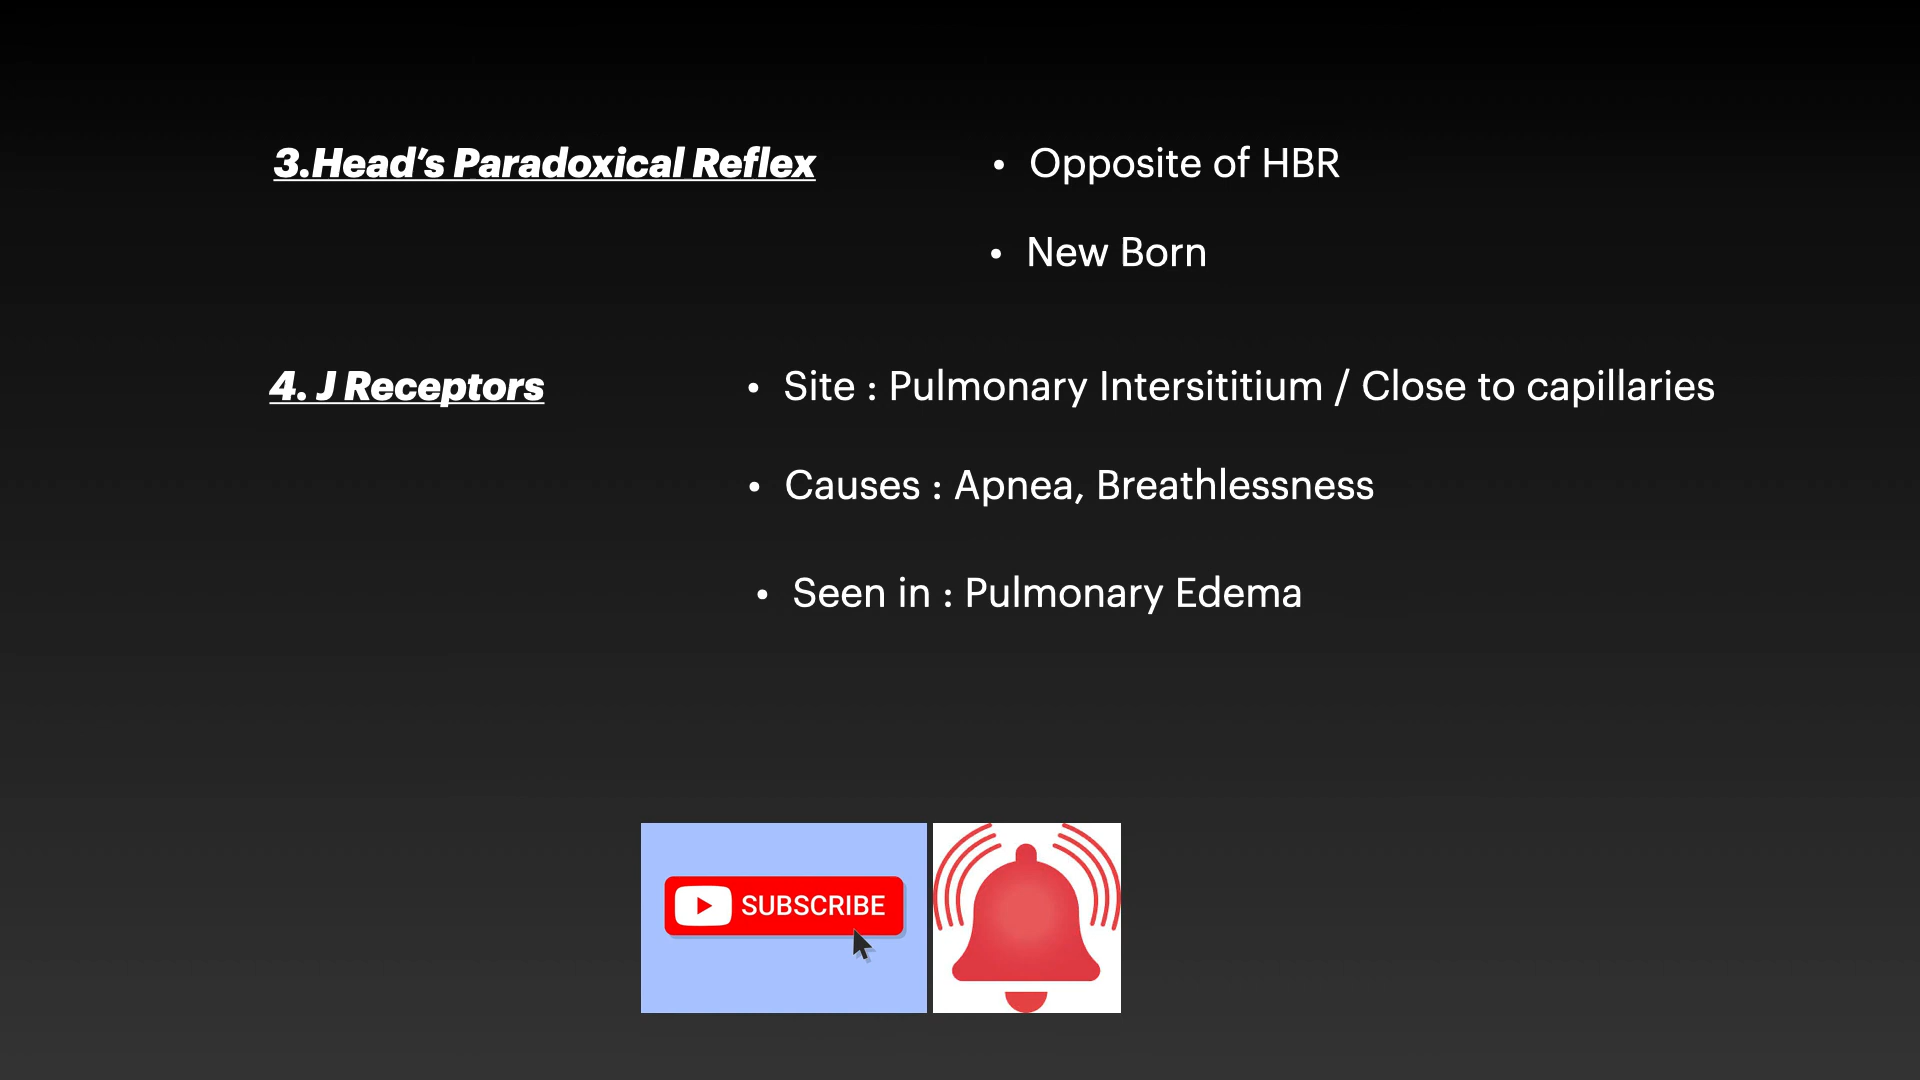 3.Head's Paradoxical Reflex
• Opposite of HBR
• New Born
4. J Receptors
• Site : Pulmonary Intersititium / Close to capillaries
• Causes : Apnea, Breathlessness
• Seen in : Pulmonary Edema
SUBSCRIBE